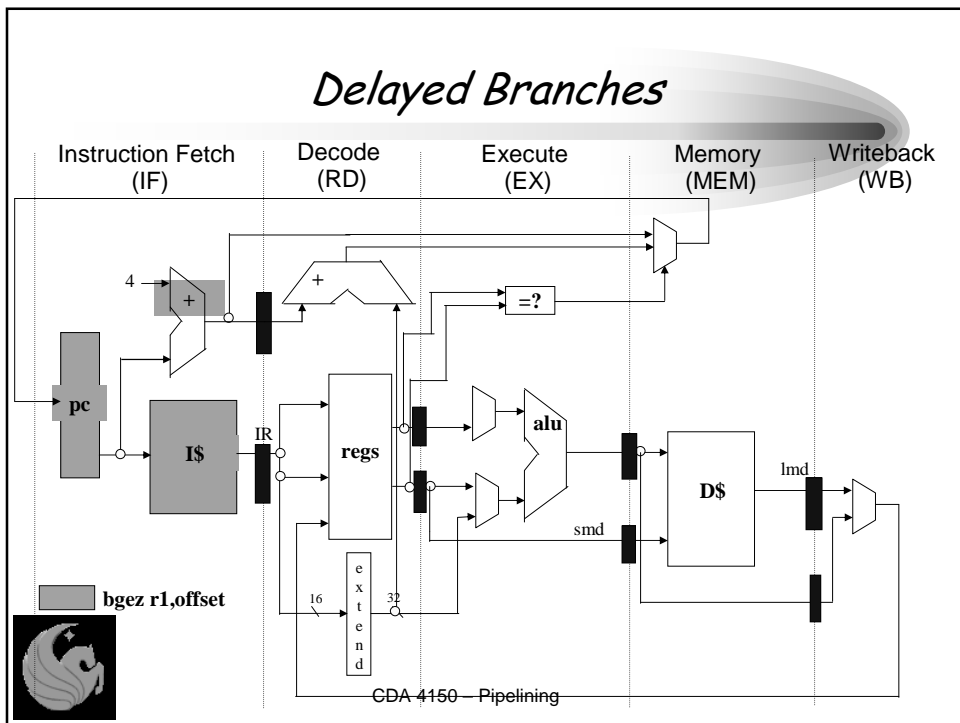 Delayed Branches
Instruction Fetch
(IF)
Decode
(RD)
Execute
(EX)
Memory
(MEM)
Writeback
(WB)
4
+
+
=?
pc
I$
IR
regs
alu
D$
lmd
smd
16
e
x
t
e
n
d
32
bgez r1,offset
CDA 4150 – Pipelining